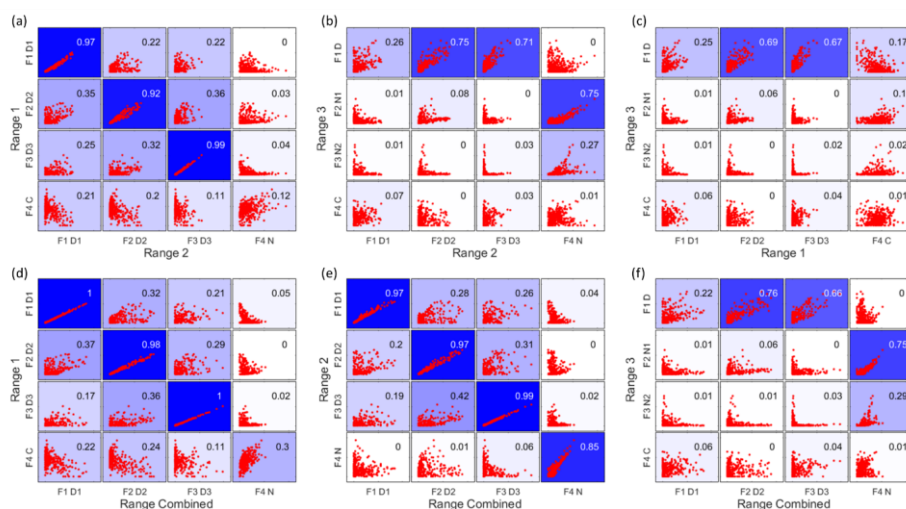 (a)
0.97 0.22 0.22 0
0.35 0.92 0.36 0.03
0.25 0.32 0.99 0.04
0.21 0.2 0.11 0.12
F1 D1
F2 D2
F3 D3
F4 C
Range 1
F1 D1 F2 D2 F3 D3 F4 N
Range 2
(b)
0.26 0.75 0.71 0
0.01 0.08 0 0.75
0.01 0 0.03 0.27
0.07 0 0.03 0.01
F1 D
F2 N1
F3 N2
F4 C
Range 3
F1 D1 F2 D2 F3 D3 F4 N
Range 2
(c)
0.25 0.69 0.67 0.17
0.01 0.06 0 0.1
0.01 0 0.02 0.02
0.06 0 0.04 0.01
F1 D
F2 N1
F3 N2
F4 C
Range 3
F1 D1 F2 D2 F3 D3 F4 C
Range 1
(d)
1 0.32 0.21 0.05
0.37 0.98 0.29 0
0.17 0.36 1 0.02
0.22 0.24 0.11 0.3
F1 D1
F2 D2
F3 D3
F4 C
Range 1
F1 D1 F2 D2 F3 D3 F4 N
Range Combined
(e)
0.97 0.28 0.26 0.04
0.2 0.97 0.31 0
0.19 0.42 0.99 0.02
0 0.01 0.06 0.85
F1 D1
F2 D2
F3 D3
F4 N
Range 2
F1 D1 F2 D2 F3 D3 F4 N
Range Combined
(f)
0.22 0.76 0.66 0
0.01 0.06 0 0.75
0.01 0.01 0.03 0.29
0.06 0 0.04 0.01
F1 D
F2 N1
F3 N2
F4 C
Range 3
F1 D1 F2 D2 F3 D3 F4 N
Range Combined